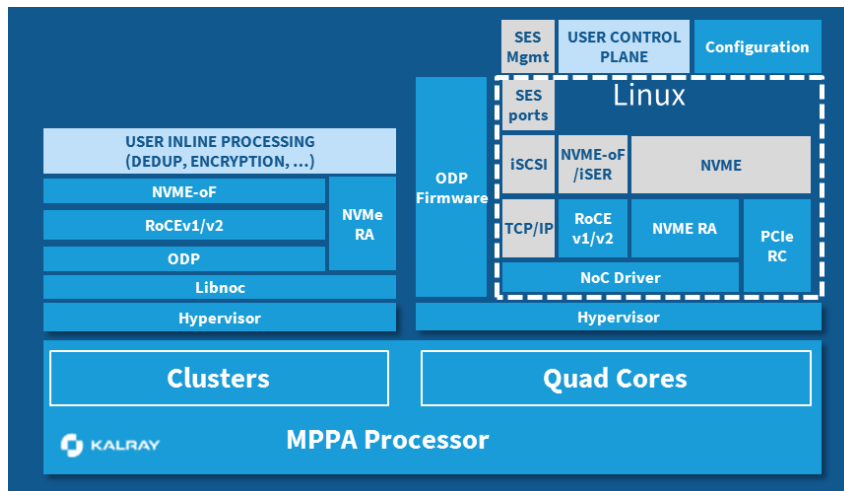 SES
Mgmt
USER CONTROL
PLANE
Configuration
SES
ports
Linux
USER INLINE PROCESSING
(DEDUP, ENCRYPTION, ...)
NVME-oF
RoCEv1/v2
ODP
NVMe
RA
Libnoc
Hypervisor
ODP
Firmware
iSCSI
NVME-oF
/iSER
NVME
TCP/IP
RoCE
v1/v2
NVME RA
PCIe
RC
NoC Driver
Hypervisor
Clusters
Quad Cores
KALRAY
MPPA Processor